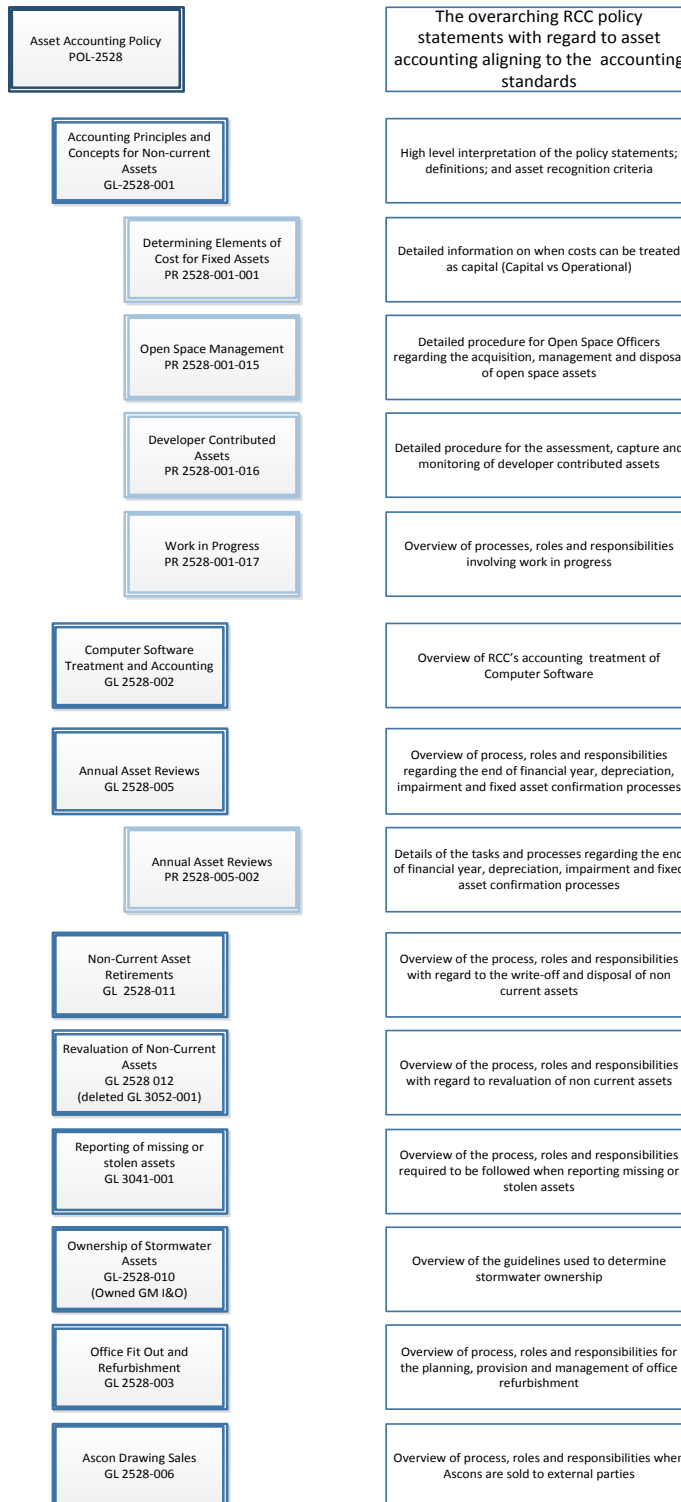 Asset Accounting Policy
POL-2528
The overarching RCC policy
statements with regard to asset
accounting aligning to the accounting
standards
Accounting Principles and
Concepts for Non-current
Assets
GL-2528-001
High level interpretation of the policy statements;
definitions; and asset recognition criteria
Determining Elements of
Cost for Fixed Assets
PR 2528-001-001
Detailed information on when costs can be treated
as capital (Capital vs Operational)
Open Space Management
PR 2528-001-015
Detailed procedure for Open Space Officers
regarding the acquisition, management and disposa
of open space assets
Developer Contributed
Assets
PR 2528-001-016
Detailed procedure for the assessment, capture and
monitoring of developer contributed assets
Work in Progress
PR 2528-001-017
Overview of processes, roles and responsibilities
involving work in progress
Computer Software
Treatment and Accounting
GL 2528-002
Overview of RCC's accounting treatment of
Computer Software
Annual Asset Reviews
GL 2528-005
Overview of process, roles and responsibilities
regarding the end of financial year, depreciation,
impairment and fixed asset confirmation processes
Annual Asset Reviews
PR 2528-005-002
Details of the tasks and processes regarding the end
of financial year, depreciation, impairment and fixed
asset confirmation processes
Non-Current Asset
Retirements
GL 2528-011
Overview of the process, roles and responsibilities
with regard to the write-off and disposal of non
current assets
Revaluation of Non-Current
Assets
GL 2528 012
(deleted GL 3052-001)
Overview of the process, roles and responsibilities
with regard to revaluation of non current assets
Reporting of missing or
stolen assets
GL 3041-001
Overview of the process, roles and responsibilities
required to be followed when reporting missing or
stolen assets
Ownership of Stormwater
Assets
GL-2528-010
(Owned GM I&O)
Overview of the guidelines used to determine
stormwater ownership
Office Fit Out and
Refurbishment
GL 2528-003
Overview of process, roles and responsibilities for
the planning, provision and management of office
refurbishment
Ascon Drawing Sales
GL 2528-006
Overview of process, roles and responsibilities when
Ascons are sold to external parties